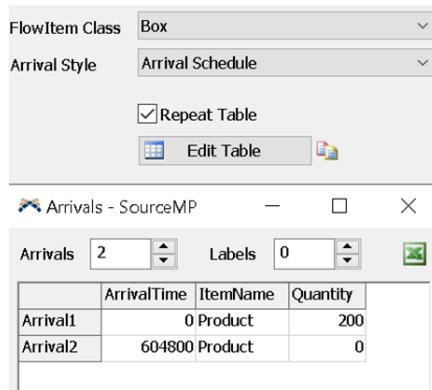 FlowItem Class Box
Arrival Style Arrival Schedule
Repeat Table
Edit Table
Arrivals - SourceMP
Arrivals 2 Labels 0
ArrivalTime ItemName Quantity
Arrival1 0 Product 200
Arrival2 604800 Product 0